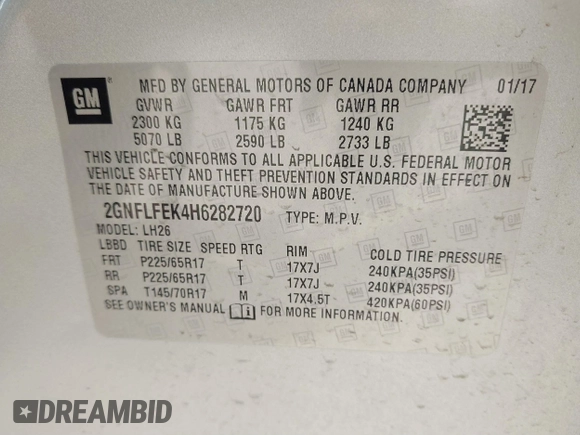 GM
MFD BY GENERAL MOTORS OF CANADA COMPANY 01/17
GVWR GAWR FRT GAWR RR
2300 KG 1175 KG 1240 KG
5070 LB 2590 LB 2733 LB
THIS VEHICLE CONFORMS TO ALL APPLICABLE U.S. FEDERAL MOTOR
VEHICLE SAFETY AND THEFT PREVENTION STANDARDS IN EFFECT ON
THE DATE OF MANUFACTURE SHOWN ABOVE.
2GNFLFEK4H6282720 TYPE: M.P.V.
MODEL: LH26
LBBD TIRE SIZE SPEED RTG RIM COLD TIRE PRESSURE
FRT P225/65R17 T 17X7J 240KPA(35PSI)
RR P225/65R17 T 17X7J 240KPA(35PSI)
SPA T145/70R17 M 17X4.5T 420KPA(60PSI)
SEE OWNER'S MANUAL FOR MORE INFORMATION.
DREAMBID